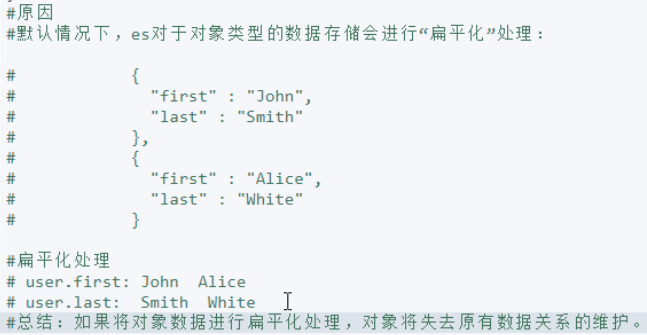 #原因
#默认情况下，es对于对象类型的数据存储会进行“扁平化”处理：
#            {
#              "first" : "John",
#              "last" : "Smith"
#            },
#            {
#              "first" : "Alice",
#              "last" : "White"
#            }
#扁平化处理
# user.first: John  Alice
# user.last:  Smith  White
#总结：如果将对象数据进行扁平化处理，对象将失去原有数据关系的维护。